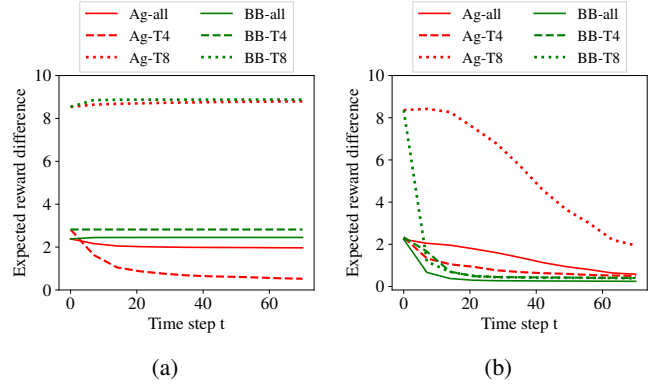 Ag-all BB-all
Ag-T4 BB-T4
Ag-T8 BB-T8
10
8
6
4
2
0
Expected reward difference
0 20 40 60
Time step t
(a)
Ag-all BB-all
Ag-T4 BB-T4
Ag-T8 BB-T8
10
8
6
4
2
0
Expected reward difference
0 20 40 60
Time step t
(b)